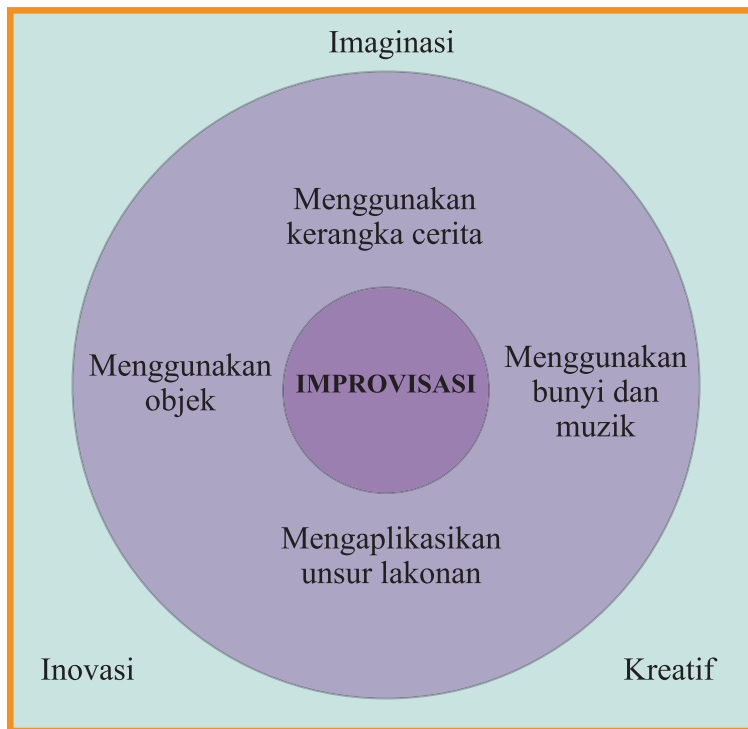 Imaginasi
Menggunakan
kerangka cerita
Menggunakan
objek
IMPROVISASI
Menggunakan
bunyi dan
muzik
Mengaplikasikan
unsur lakonan
Inovasi
Kreatif